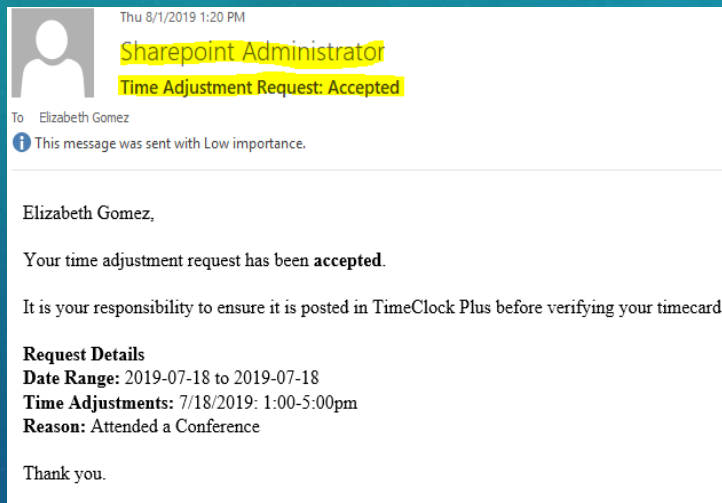 Thu 8/1/2019 1:20 PM
Sharepoint Administrator
Time Adjustment Request: Accepted
To Elizabeth Gomez
This message was sent with Low importance.
Elizabeth Gomez,
Your time adjustment request has been accepted.
It is your responsibility to ensure it is posted in TimeClock Plus before verifying your timecard
Request Details
Date Range: 2019-07-18 to 2019-07-18
Time Adjustments: 7/18/2019: 1:00-5:00pm
Reason: Attended a Conference
Thank you.